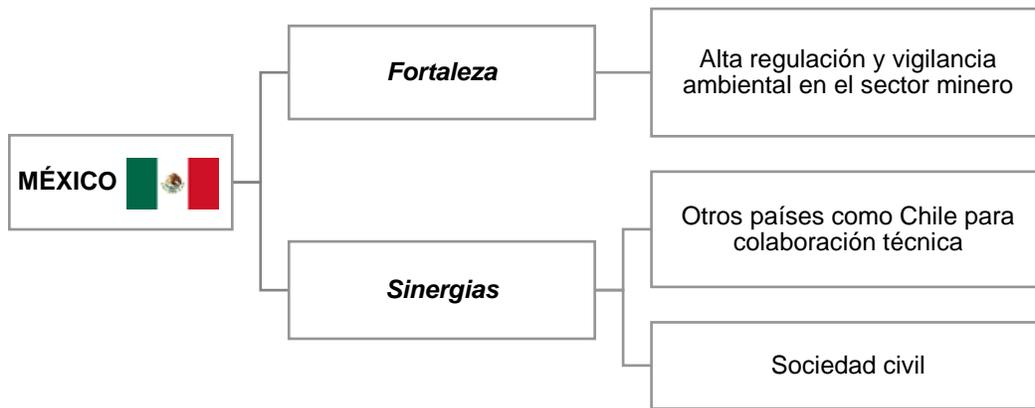 MÉXICO
Fortaleza
Alta regulación y vigilancia
ambiental en el sector minero
Sinergias
Otros países como Chile para
colaboración técnica
Sociedad civil